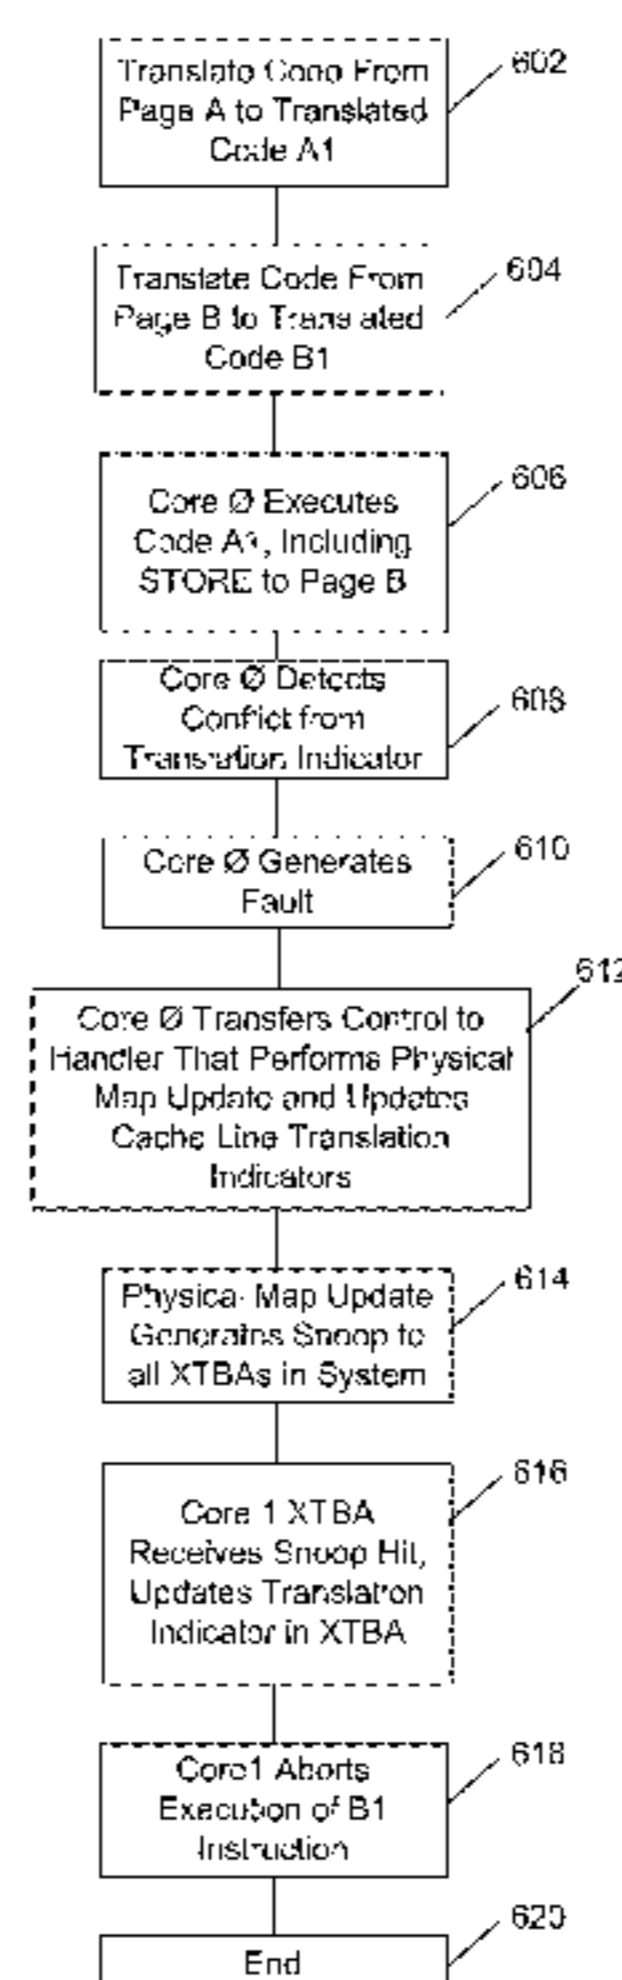 Translate Code From
Page A to Translated
Code A1
602
Translate Code From
Page B to Translated
Code B1
604
Core Ø Executes
Code A1, Including
STORE to Page B
606
Core Ø Detects
Conflict from
Translation Indicator
608
Core Ø Generates
Fault
610
Core Ø Transfers Control to
Handler That Performs Physical
Map Update and Updates
Cache Line Translation
Indicators
612
Physical Map Update
Generates Snoop to
all XTBAs in System
614
Core 1 XTBA
Receives Snoop Hit,
Updates Translation
Indicator in XTBA
616
Core1 Aborts
Execution of B1
Instruction
618
End
620